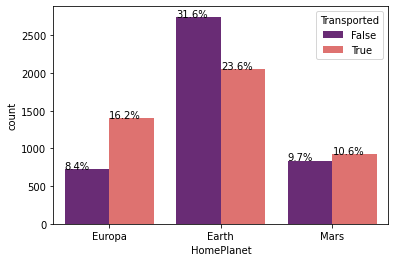 31.6%
Transported
False
True
23.6%
16.2%
8.4%
9.7%
10.6%
2500
2000
1500
1000
500
0
count
Europa
Earth
Mars
HomePlanet